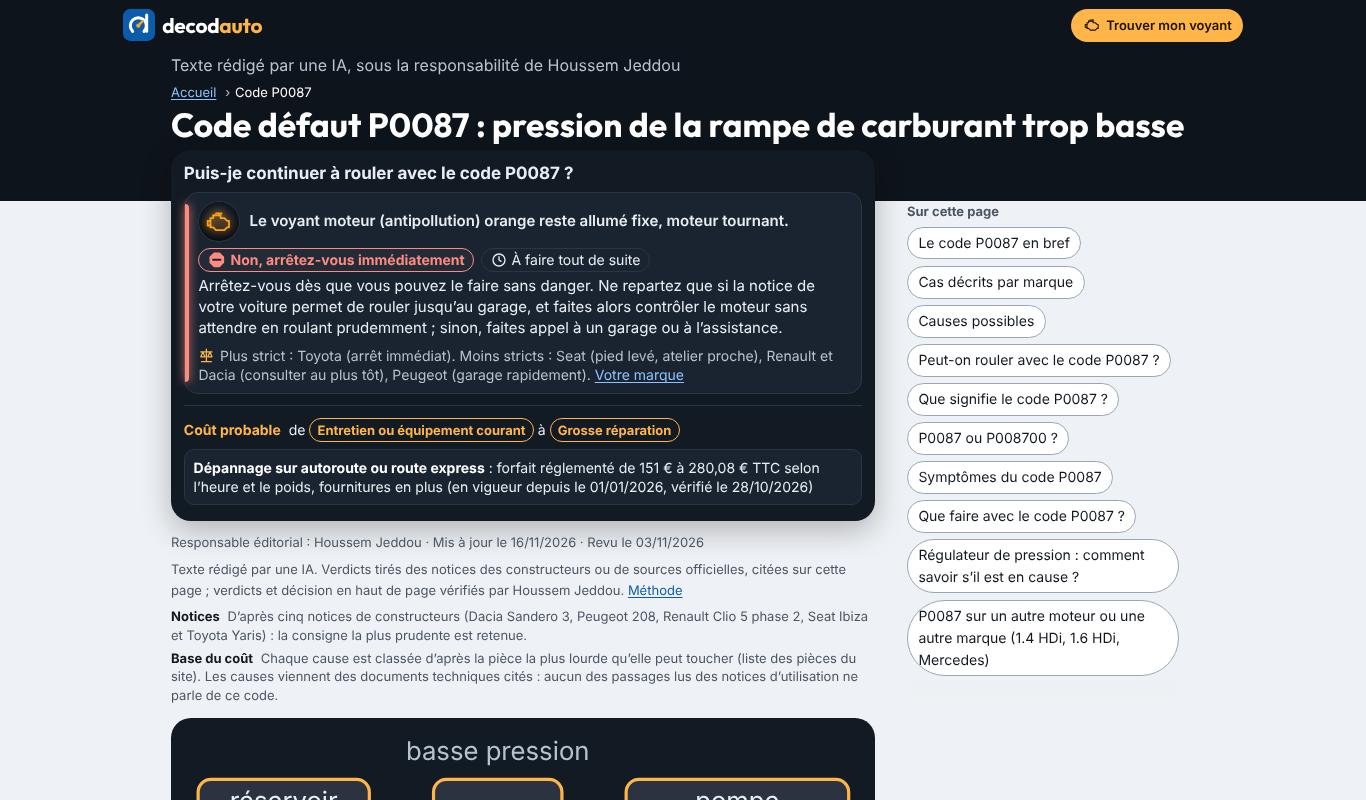 decodauto
Trouver mon voyant
Texte rédigé par une IA, sous la responsabilité de Houssem Jeddou
Accueil › Code P0087
Code défaut P0087 : pression de la rampe de carburant trop basse
Puis-je continuer à rouler avec le code P0087 ?
Le voyant moteur (antipollution) orange reste allumé fixe, moteur tournant.
Non, arrêtez-vous immédiatement
À faire tout de suite
Arrêtez-vous dès que vous pouvez le faire sans danger. Ne repartez que si la notice de
votre voiture permet de rouler jusqu’au garage, et faites alors contrôler le moteur sans
attendre en roulant prudemment ; sinon, faites appel à un garage ou à l’assistance.
Plus strict : Toyota (arrêt immédiat). Moins stricts : Seat (pied levé, atelier proche), Renault et
Dacia (consulter au plus tôt), Peugeot (garage rapidement). Votre marque
Coût probable de Entretien ou équipement courant à Grosse réparation
Dépannage sur autoroute ou route express : forfait réglementé de 151 € à 280,08 € TTC selon
l’heure et le poids, fournitures en plus (en vigueur depuis le 01/01/2026, vérifié le 28/10/2026)
Responsable éditorial : Houssem Jeddou · Mis à jour le 16/11/2026 · Revu le 03/11/2026
Texte rédigé par une IA. Verdicts tirés des notices des constructeurs ou de sources officielles, citées sur cette
page ; verdicts et décision en haut de page vérifiés par Houssem Jeddou. Méthode
Notices D’après cinq notices de constructeurs (Dacia Sandero 3, Peugeot 208, Renault Clio 5 phase 2, Seat Ibiza
et Toyota Yaris) : la consigne la plus prudente est retenue.
Base du coût Chaque cause est classée d’après la pièce la plus lourde qu’elle peut toucher (liste des pièces du
site). Les causes viennent des documents techniques cités : aucun des passages lus des notices d’utilisation ne
parle de ce code.
basse pression
réservoir
pompe
Sur cette page
Le code P0087 en bref
Cas décrits par marque
Causes possibles
Peut-on rouler avec le code P0087 ?
Que signifie le code P0087 ?
P0087 ou P008700 ?
Symptômes du code P0087
Que faire avec le code P0087 ?
Régulateur de pression : comment
savoir s’il est en cause ?
P0087 sur un autre moteur ou une
autre marque (1.4 HDi, 1.6 HDi,
Mercedes)